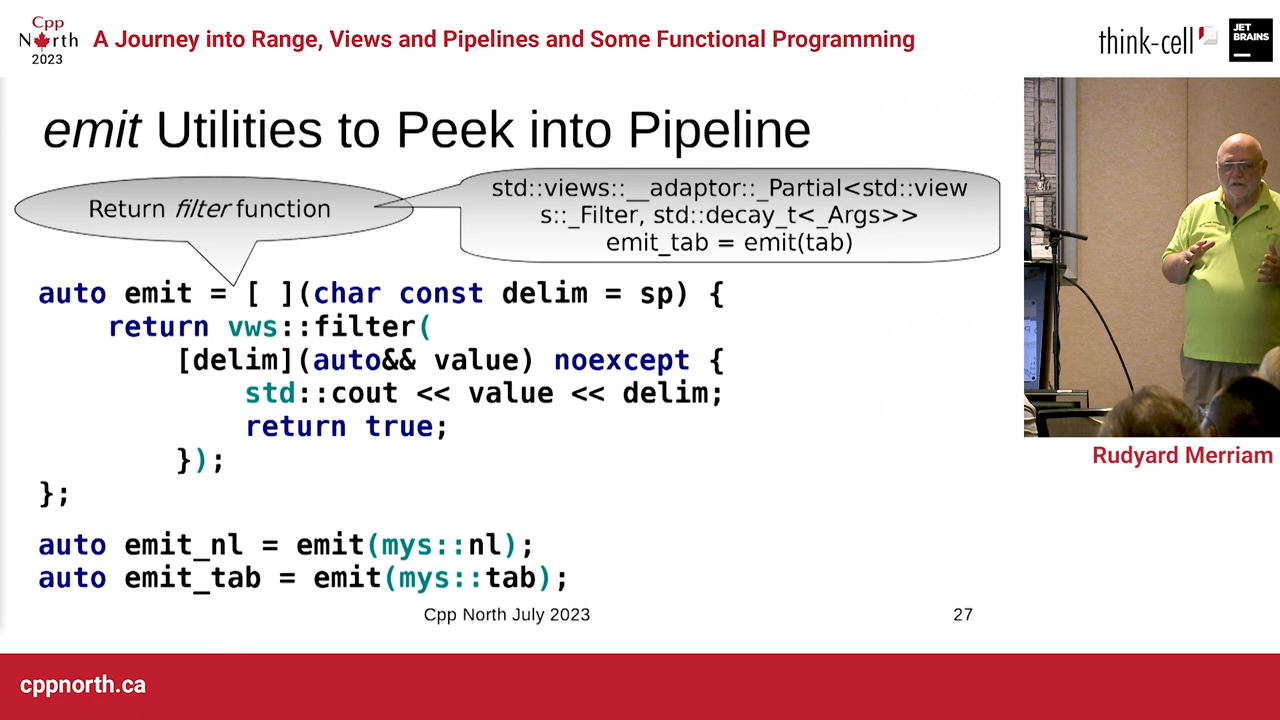 Cpp
North
2023
A Journey into Range, Views and Pipelines and Some Functional Programming
think-cell
JET
BRAINS
emit Utilities to Peek into Pipeline
Return filter function
std::views::__adaptor::_Partial<std::view
s::_Filter, std::decay_t<_Args>>
emit_tab = emit(tab)
auto emit = [ ](char const delim = sp) {
return vws::filter(
[delim](auto&& value) noexcept {
std::cout << value << delim;
return true;
});
};
auto emit_nl = emit(mys::nl);
auto emit_tab = emit(mys::tab);
Cpp North July 2023
27
Rudyard Merriam
cppnorth.ca